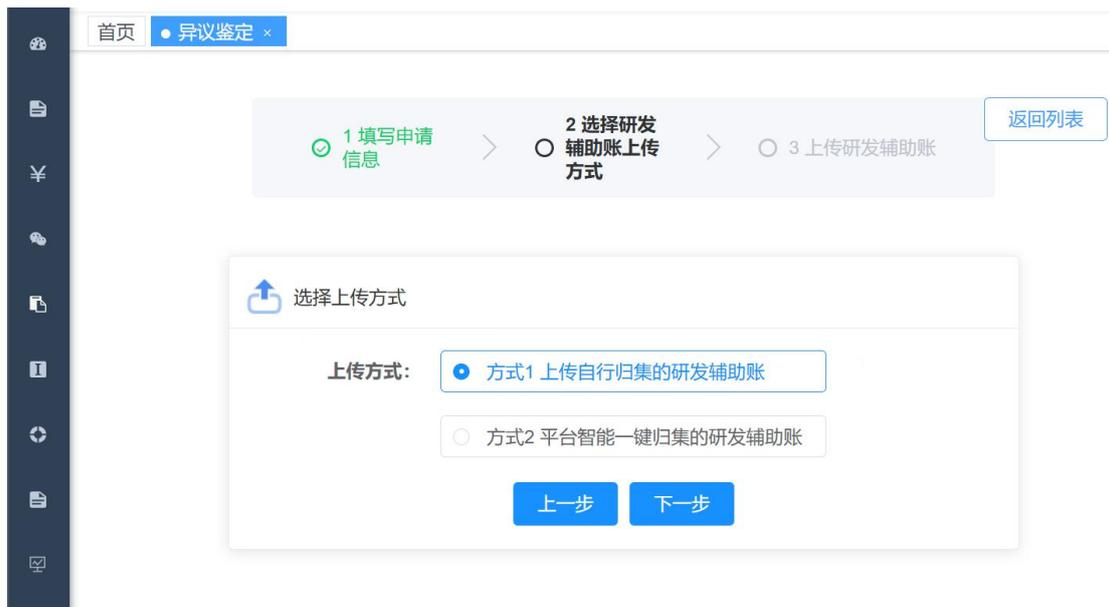 首页
异议鉴定 ×
返回列表
1 填写申请
信息
2 选择研发
辅助账上传
方式
3 上传研发辅助账
选择上传方式
上传方式：
方式1 上传自行归集的研发辅助账
方式2 平台智能一键归集的研发辅助账
上一步
下一步